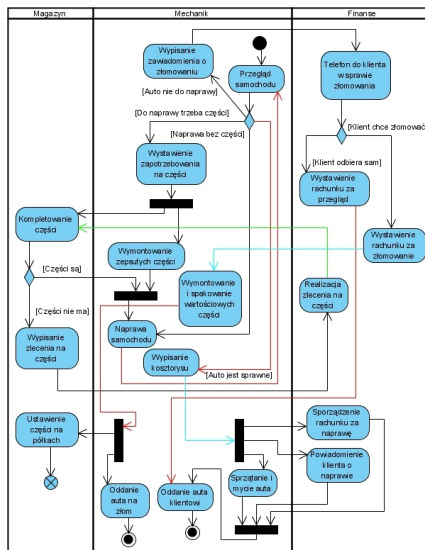 Magazyn
Mechanik
Finanse
Wypisanie
zawiadomienia o
złomowaniu
Przegląd
samochodu
Telefon do klienta
w sprawie
złomowania
[Auto nie do naprawy]
[Do naprawy trzeba części]
[Naprawa bez części]
[Klient chce złomować]
[Klient odbiera sam]
Wystawienie
zapotrzebowania
na części
Wystawienie
rachunku za
przegląd
Kompletowanie
części
Wymontowanie
zepsutych części
Wystawienie
rachunku za
złomowanie
[Części są]
[Części nie ma]
Wymontowanie
i spakowanie
wartościowych
części
Realizacja
zlecenia na
części
Wypisanie
zlecenia na
części
Naprawa
samochodu
Wypisanie
kosztorysu
[Auto jest sprawne]
Ustawienie
części na
półkach
Sporządzenie
rachunku za
naprawę
Powiadomienie
klienta o
naprawie
Oddanie
auta na
złom
Oddanie auta
klientowi
Sprzątanie i
mycie auta